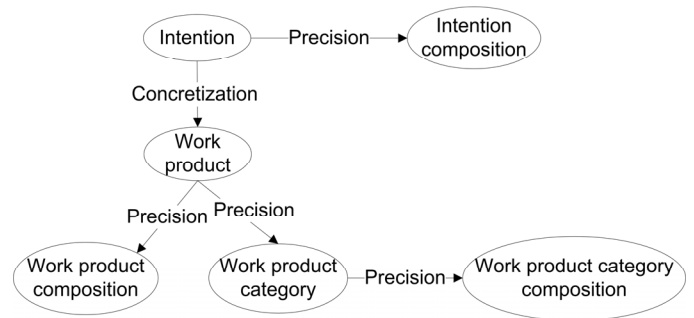 Intention
Precision
Intention
composition
Concretization
Work
product
Precision
Precision
Work product
composition
Work product
category
Precision
Work product category
composition